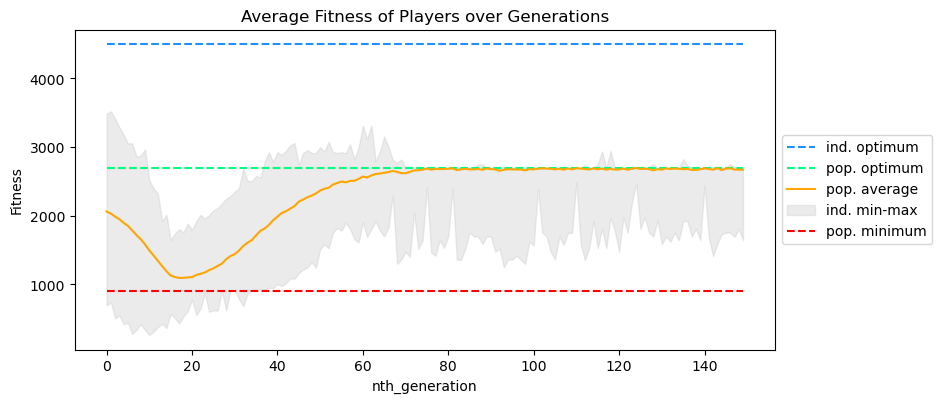 Average Fitness of Players over Generations
Fitness
4000
3000
2000
1000
0
20
40
60
80
100
120
140
nth_generation
ind. optimum
pop. optimum
pop. average
ind. min-max
pop. minimum